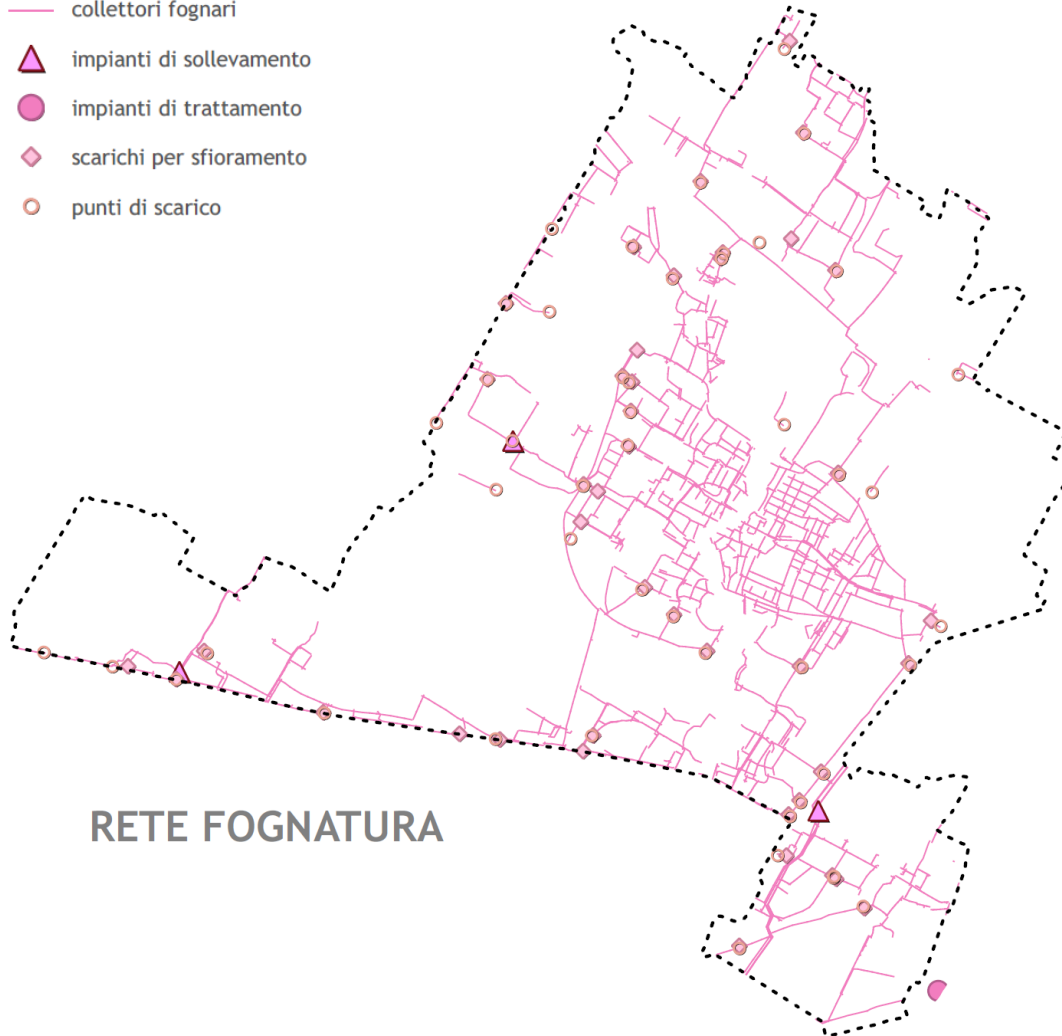 collettori fognari
impianti di sollevamento
impianti di trattamento
scarichi per sfioramento
punti di scarico
RETE FOGNATURA